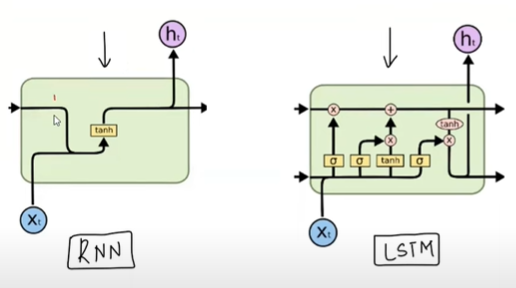 hₜ
tanh
Xₜ
RNN
hₜ
x
+
tanh
x
x
σ
σ
tanh
σ
Xₜ
LSTM